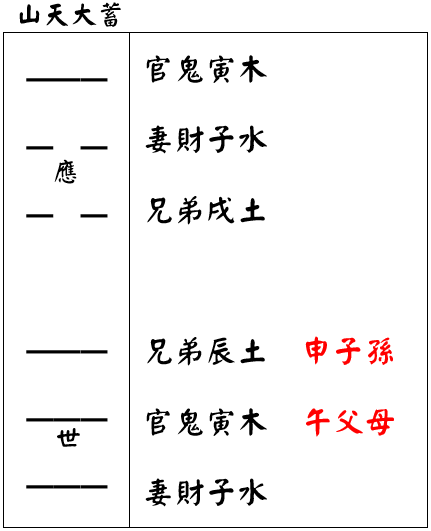 山天大蓄
官鬼寅木
妻財子水
應
兄弟戌土
兄弟辰土 申子孫
官鬼寅木 午父母
世
妻財子水